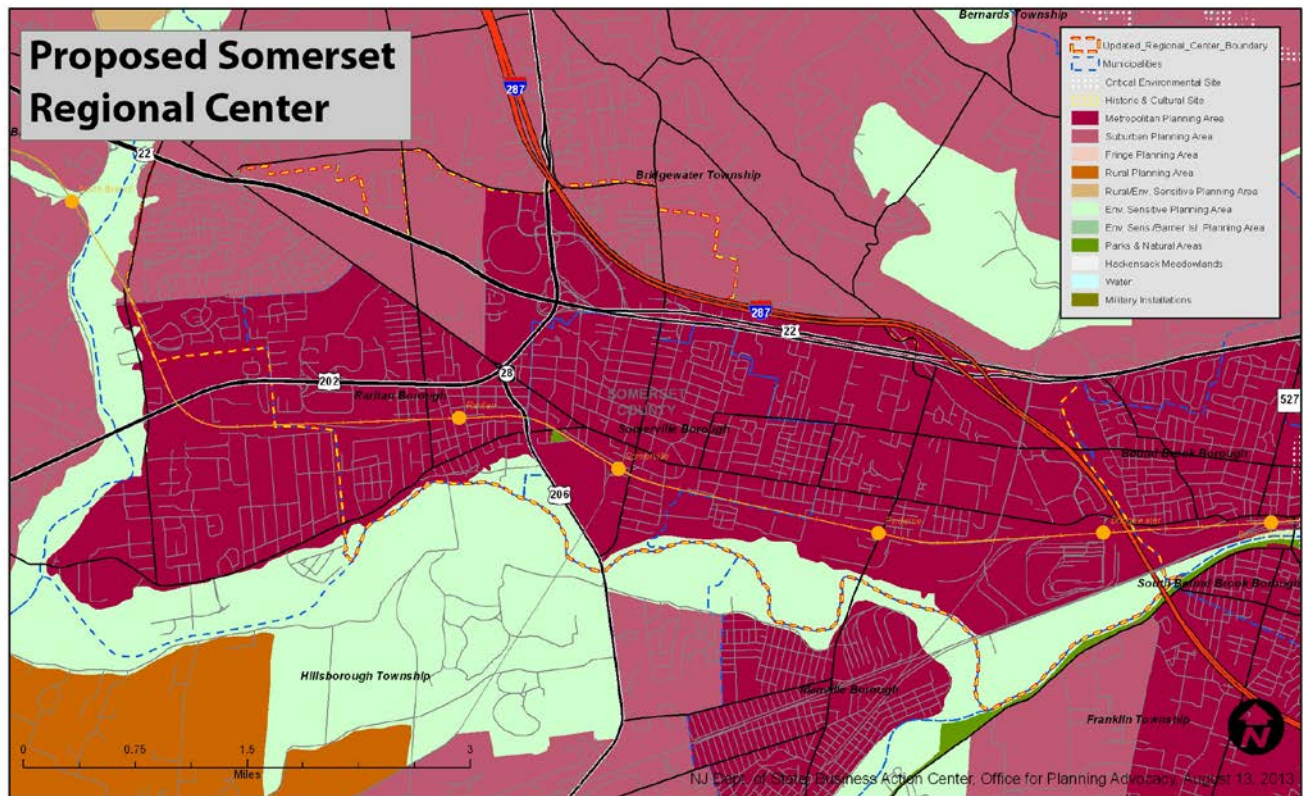 Proposed Somerset
Regional Center
Bernards Township
Updated_Regional_Center_Boundary
Municipalities
Critical Environmental Site
Historic & Cultural Site
Metropolitan Planning Area
Suburban Planning Area
Fringe Planning Area
Rural Planning Area
Rural/Env. Sensitive Planning Area
Env. Sensitive Planning Area
Env. Sens./Barrier Isl. Planning Area
Parks & Natural Areas
Hackensack Meadowlands
Water
Military Installations
287
22
Bridgewater Township
287
22
202
28
Raritan Borough
SOMERSET
COUNTY
Somerville Borough
527
Bound Brook Borough
Raritan
Somerville
206
South Bound Brook Borough
Hillsborough Township
Manville Borough
Franklin Township
0 0.75 1.5 3
Miles
N
NJ Dept. of State, Business Action Center, Office for Planning Advocacy, August 13, 2013